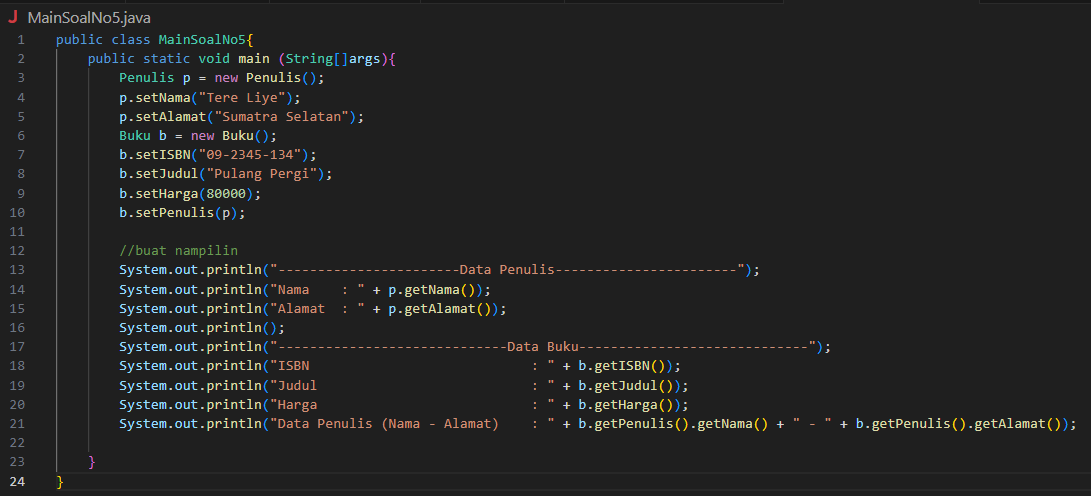 J MainSoalNo5.java
1 public class MainSoalNo5{
2 public static void main (String[]args){
3 Penulis p = new Penulis();
4 p.setNama("Tere Liye");
5 p.setAlamat("Sumatra Selatan");
6 Buku b = new Buku();
7 b.setISBN("09-2345-134");
8 b.setJudul("Pulang Pergi");
9 b.setHarga(80000);
10 b.setPenulis(p);
11
12 //buat nampilin
13 System.out.println("-----------------------Data Penulis-----------------------");
14 System.out.println("Nama    : " + p.getNama());
15 System.out.println("Alamat  : " + p.getAlamat());
16 System.out.println();
17 System.out.println("-----------------------------Data Buku-----------------------------");
18 System.out.println("ISBN                            : " + b.getISBN());
19 System.out.println("Judul                           : " + b.getJudul());
20 System.out.println("Harga                           : " + b.getHarga());
21 System.out.println("Data Penulis (Nama - Alamat)    : " + b.getPenulis().getNama() + " - " + b.getPenulis().getAlamat());
22
23 }
24 }